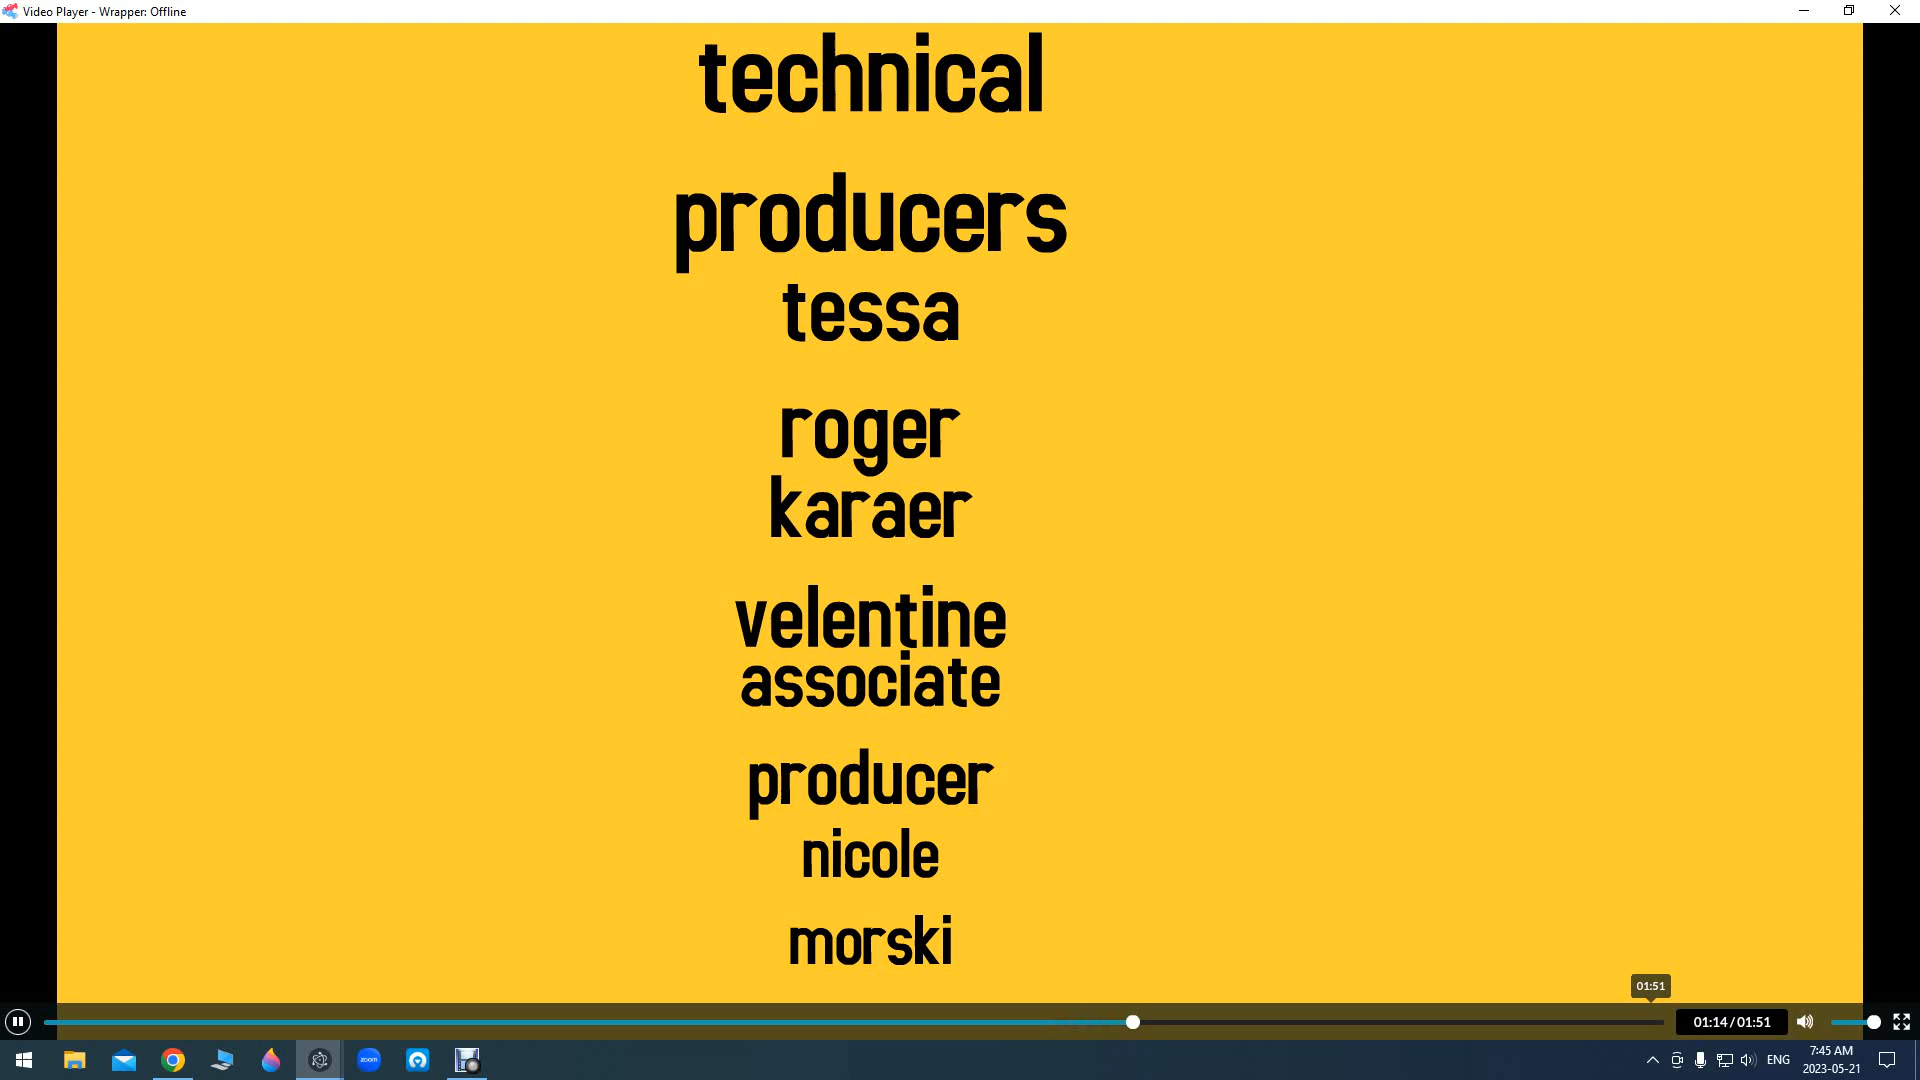 Video Player - Wrapper: Offline
technical
producers
tessa
roger
karaer
velentine
associate
producer
nicole
morski
01:51
01:14 / 01:51
zoom
ENG
7:45 AM
2023-05-21